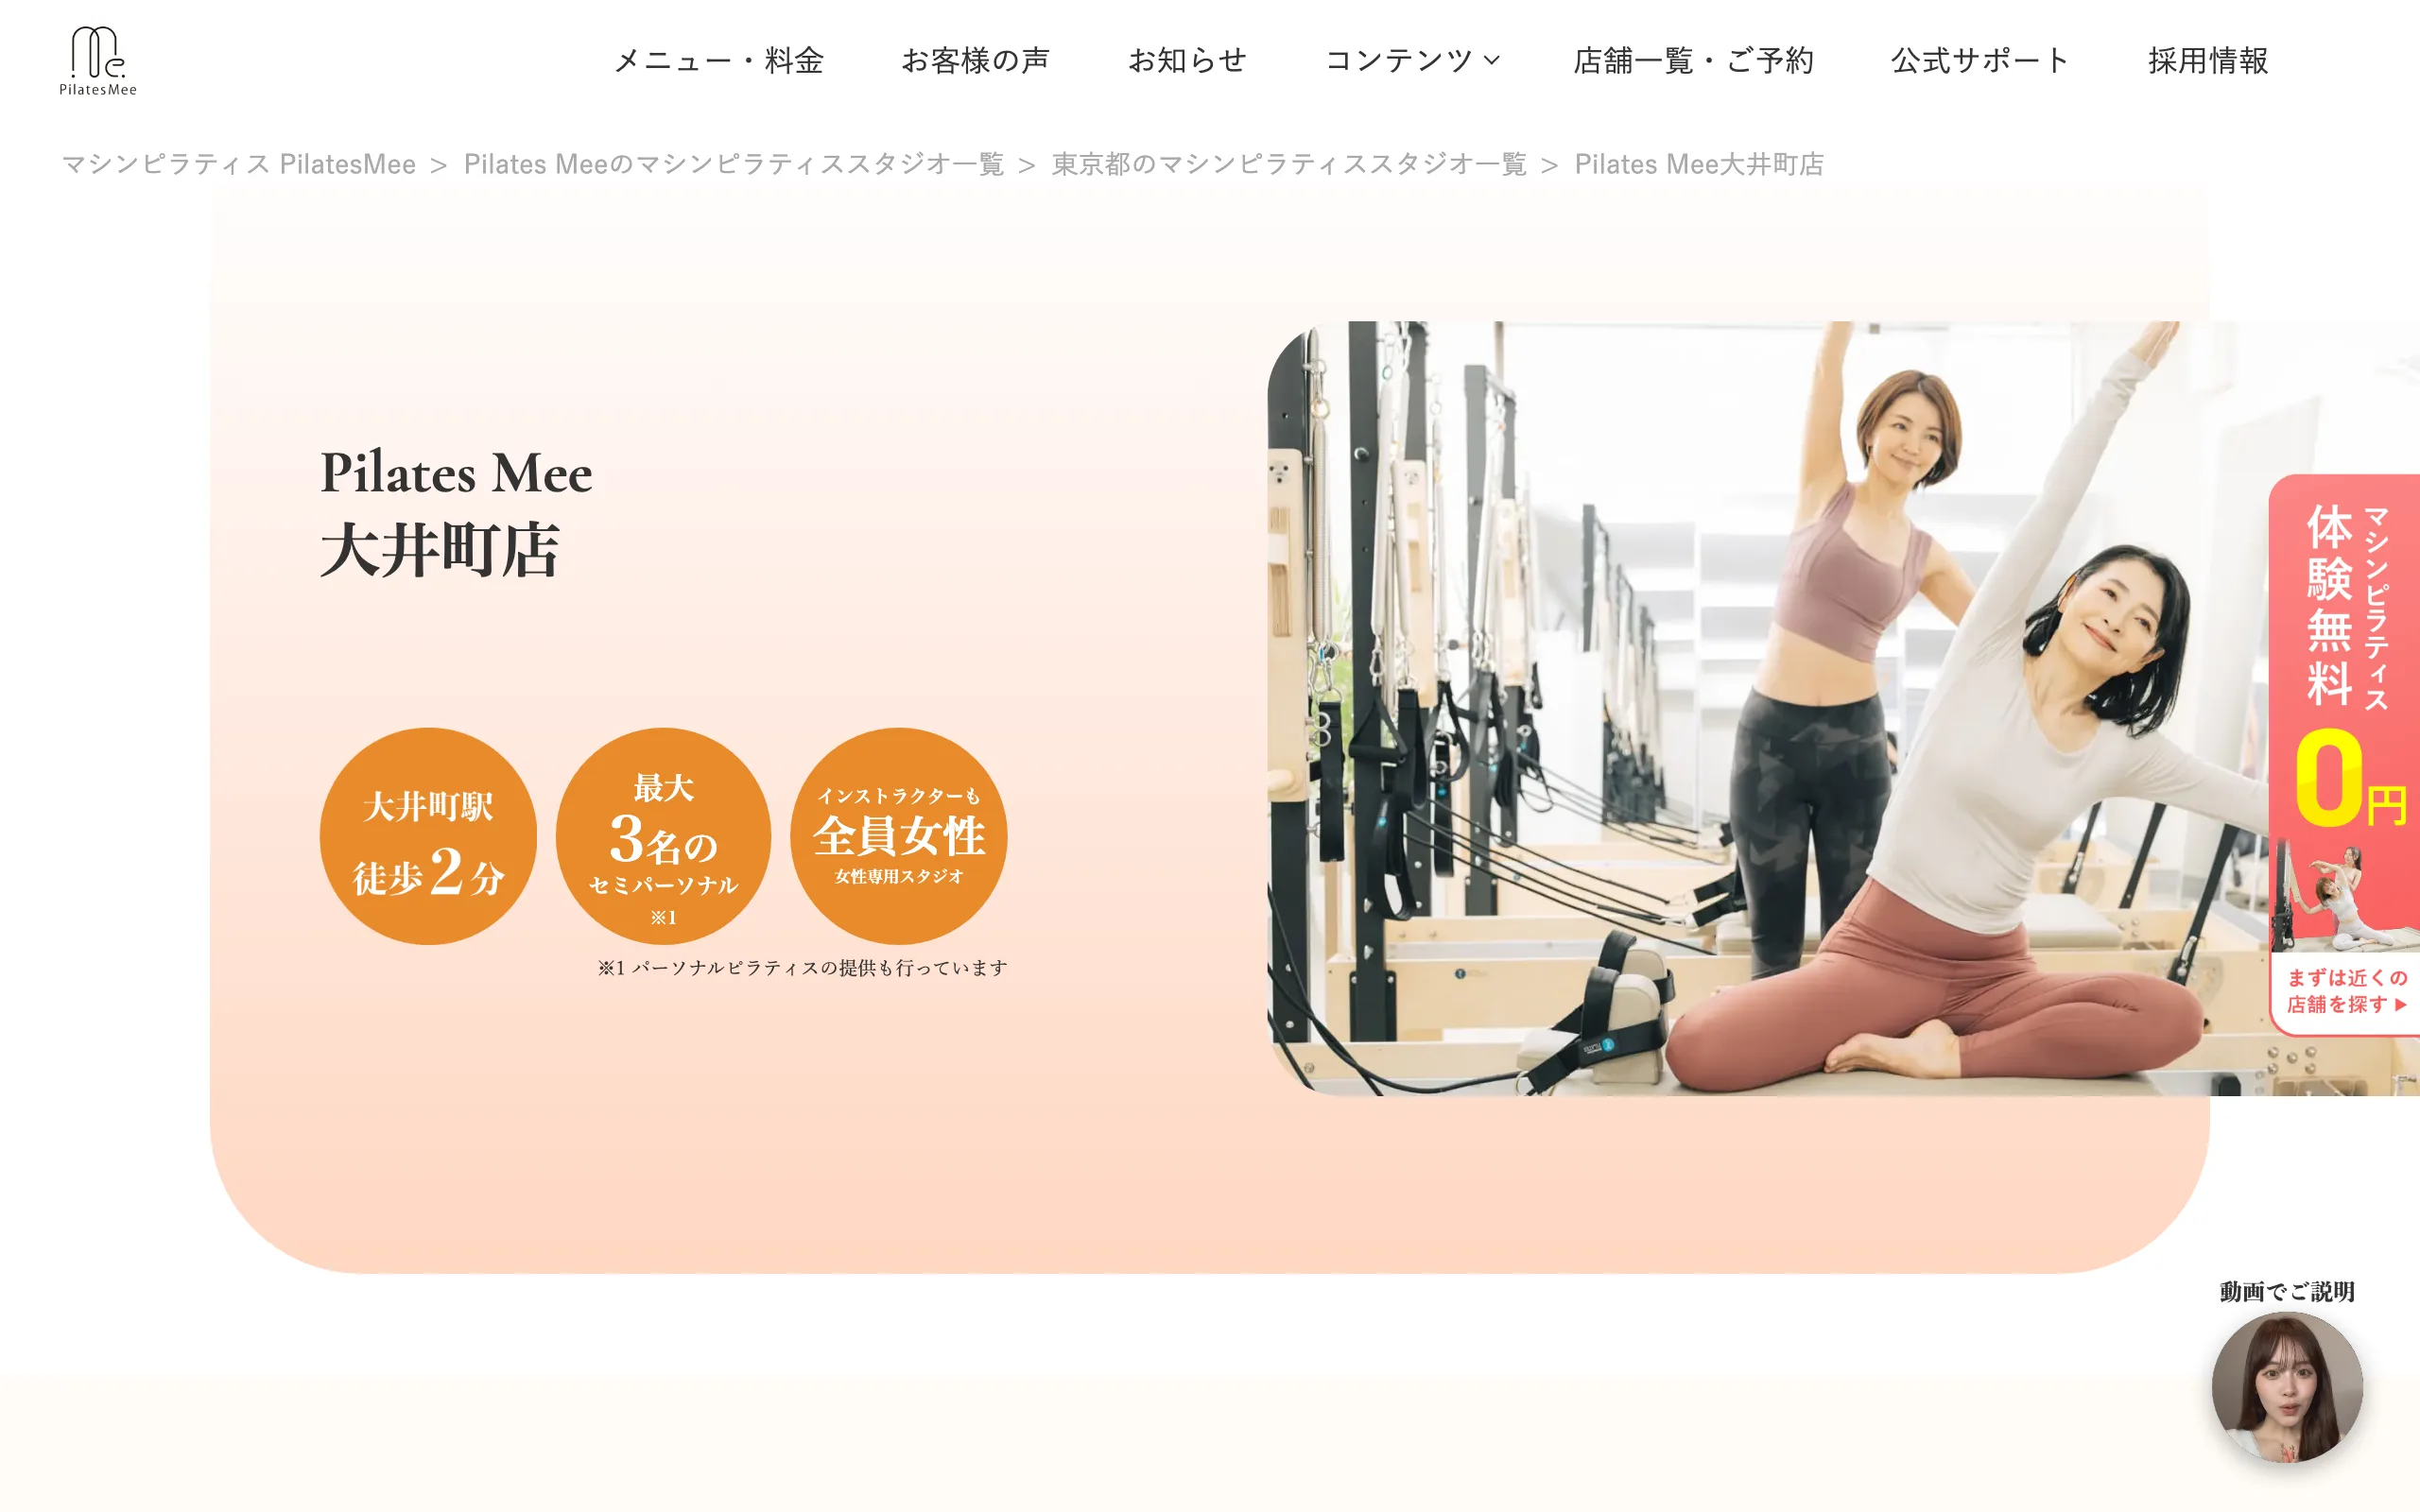 PilatesMee
メニュー・料金
お客様の声
お知らせ
コンテンツ
店舗一覧・ご予約
公式サポート
採用情報
マシンピラティス PilatesMee > Pilates Meeのマシンピラティススタジオ一覧 > 東京都のマシンピラティススタジオ一覧 > Pilates Mee大井町店
Pilates Mee
大井町店
大井町駅
徒歩2分
最大
3名の
セミパーソナル
※1
インストラクターも
全員女性
女性専用スタジオ
※1 パーソナルピラティスの提供も行っています
マシンピラティス
体験無料
0円
まずは近くの
店舗を探す
動画でご説明